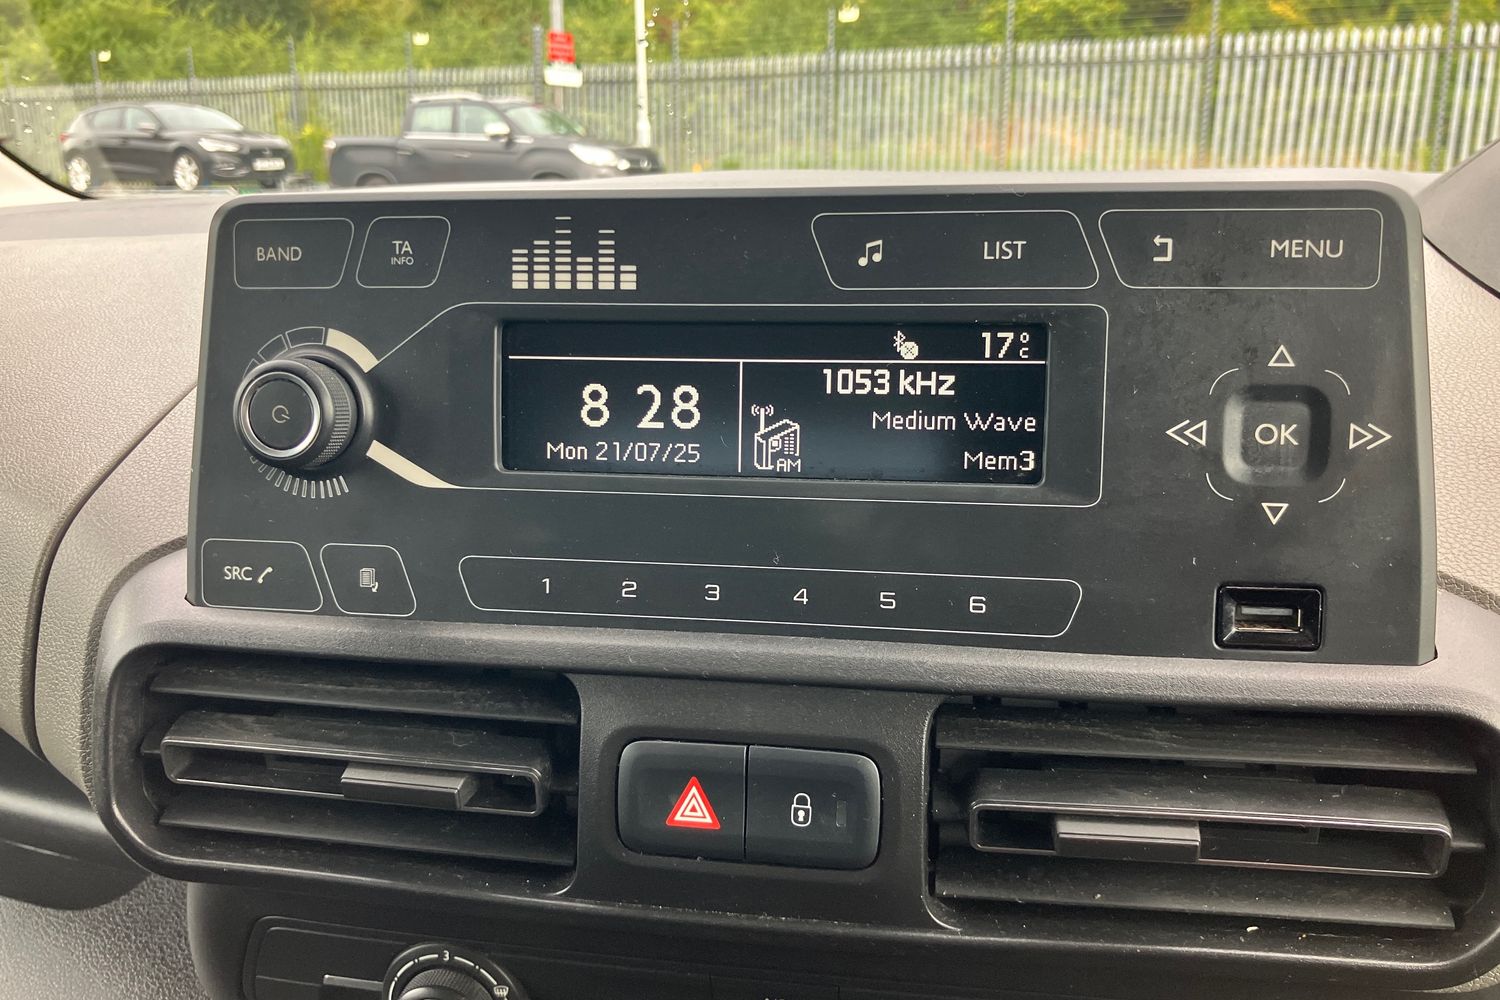 BAND
TA
INFO
LIST
MENU
17°C
8 28
Mon 21/07/25
1053 kHz
Medium Wave
AM
Mem3
OK
SRC
1 2 3 4 5 6
3